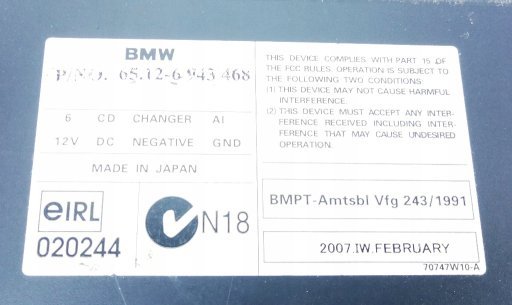 BMW
P/NO. 65.12-6 943 468
6 CD CHANGER AI
12V DC NEGATIVE GND
MADE IN JAPAN
eIRL
020244
N18
THIS DEVICE COMPLIES WITH PART 15 OF
THE FCC RULES. OPERATION IS SUBJECT TO
THE FOLLOWING TWO CONDITIONS:
(1) THIS DEVICE MAY NOT CAUSE HARMFUL
INTERFERENCE.
(2) THIS DEVICE MUST ACCEPT ANY INTER-
FERENCE RECEIVED INCLUDING INTER-
FERENCE THAT MAY CAUSE UNDESIRED
OPERATION.
BMPT-Amtsbl Vfg 243/1991
2007.IW.FEBRUARY
70747W10-A